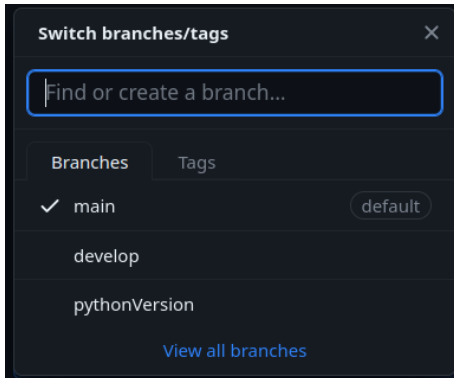 Switch branches/tags
Find or create a branch...
Branches Tags
main default
develop
pythonVersion
View all branches